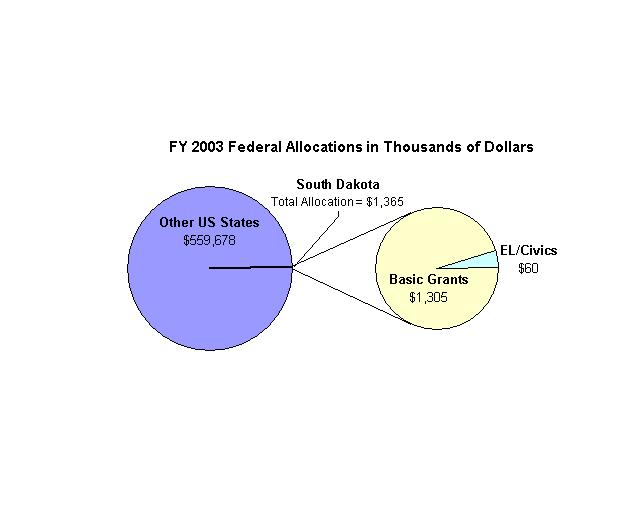 FY 2003 Federal Allocations in Thousands of Dollars
South Dakota
Total Allocation = $1,365
Other US States
$559,678
EL/Civics
$60
Basic Grants
$1,305